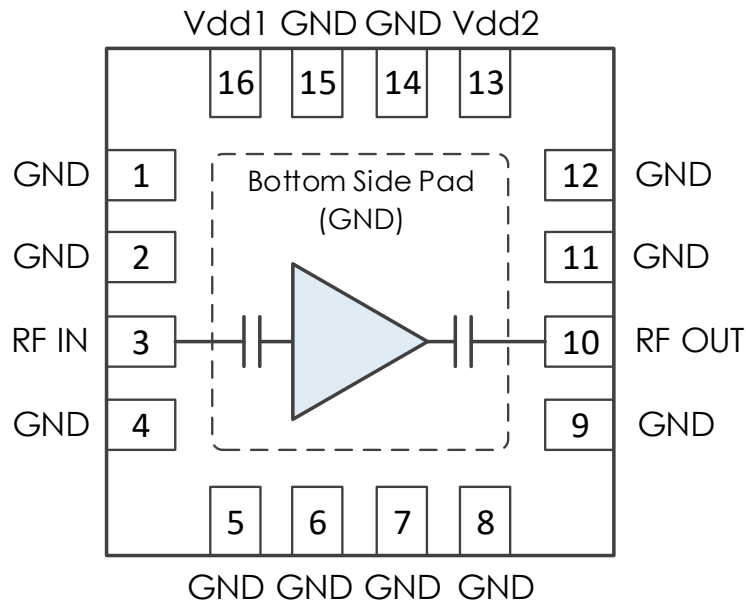 Vdd1 GND GND Vdd2
16 15 14 13
GND 1 Bottom Side Pad 12 GND
(GND)
GND 2 11 GND
RF IN 3 10 RF OUT
GND 4 9 GND
5 6 7 8
GND GND GND GND